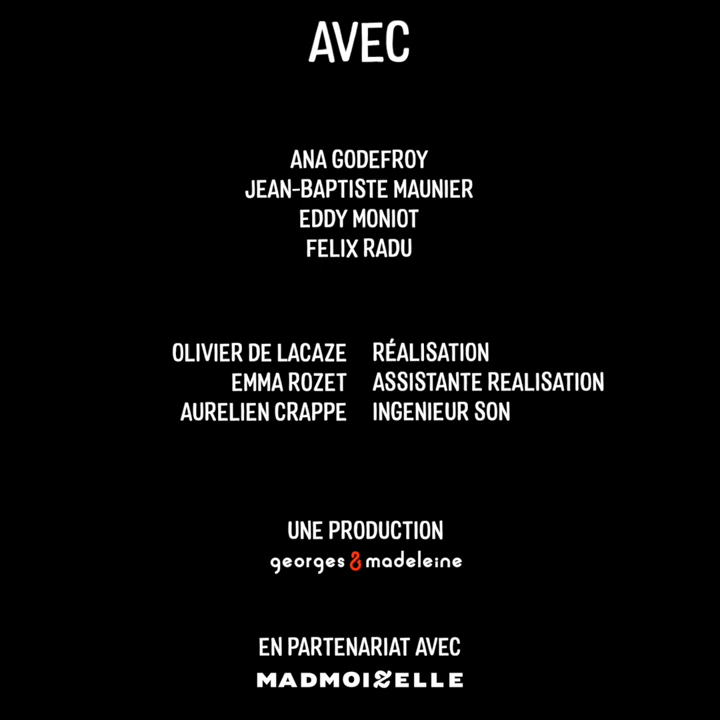 AVEC
ANA GODEFROY
JEAN-BAPTISTE MAUNIER
EDDY MONIOT
FELIX RADU
OLIVIER DE LACAZE RÉALISATION
EMMA ROZET ASSISTANTE REALISATION
AURELIEN CRAPPE INGENIEUR SON
UNE PRODUCTION
georges & madeleine
EN PARTENARIAT AVEC
MADMOIZELLE